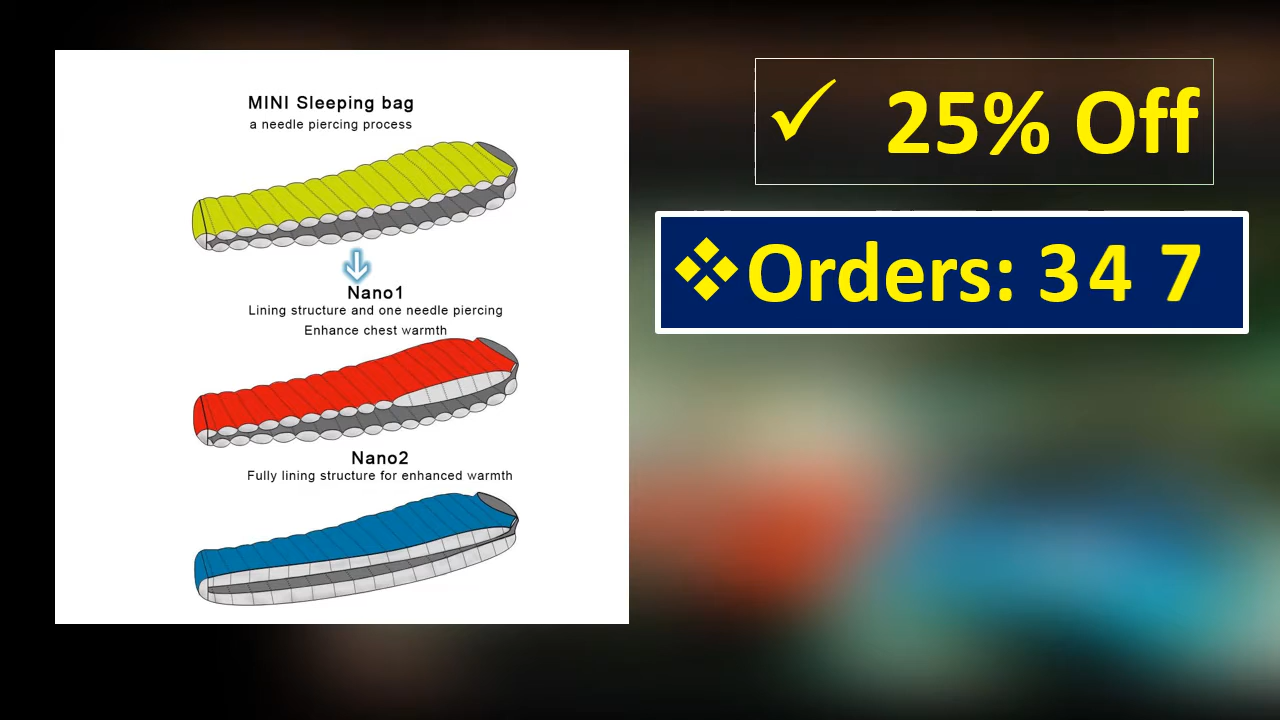 MINI Sleeping bag
a needle piercing process
Nano1
Lining structure and one needle piercing
Enhance chest warmth
Nano2
Fully lining structure for enhanced warmth
✓ 25% Off
❖Orders: 34 7